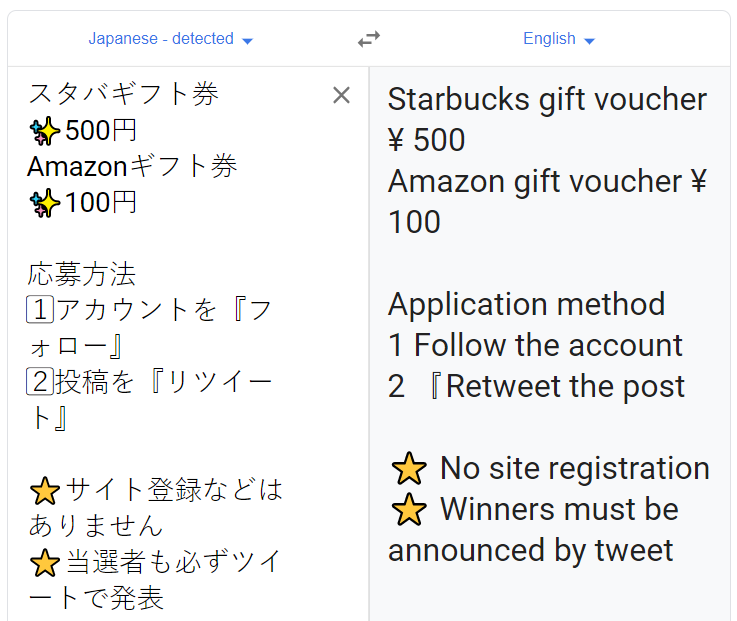 Japanese - detected
English
スタバギフト券
✨500円
Amazonギフト券
✨100円
応募方法
1️⃣アカウントを『フ
ォロー』
2️⃣投稿を『リツイー
ト』
⭐サイト登録などは
ありません
⭐当選者も必ずツイ
ートで発表
Starbucks gift voucher
¥ 500
Amazon gift voucher ¥
100
Application method
1 Follow the account
2 『Retweet the post
⭐ No site registration
⭐ Winners must be
announced by tweet